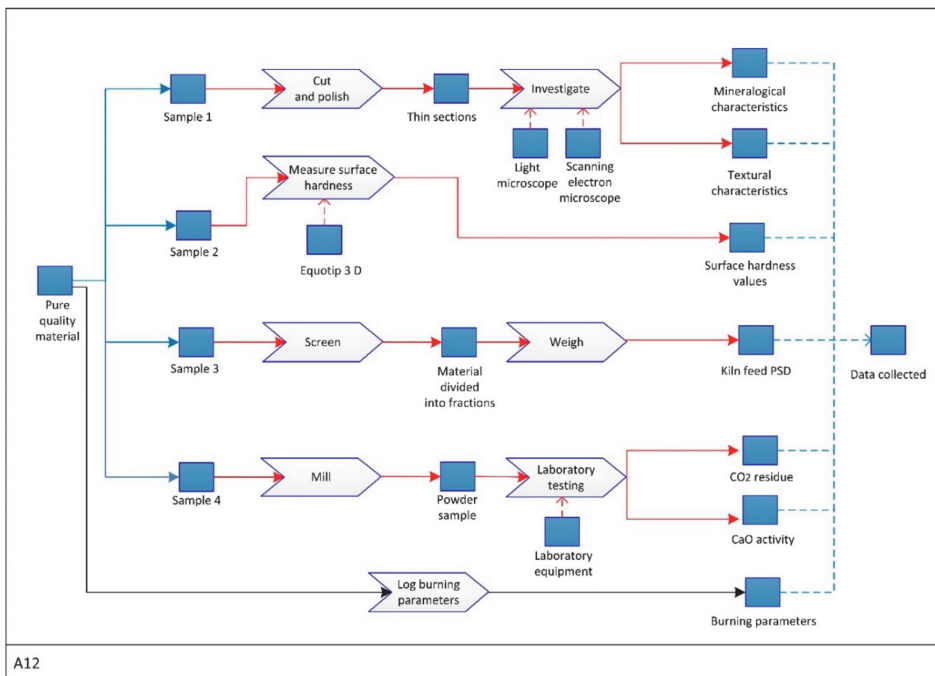 Sample 1
Cut
and polish
Thin sections
Investigate
Light
microscope
Scanning
electron
microscope
Mineralogical
characteristics
Textural
characteristics
Sample 2
Measure surface
hardness
Equotip 3 D
Surface hardness
values
Pure
quality
material
Sample 3
Screen
Material
divided
into fractions
Weigh
Kiln feed PSD
Data collected
Sample 4
Mill
Powder
sample
Laboratory
testing
Laboratory
equipment
CO2 residue
CaO activity
Log burning
parameters
Burning parameters
A12